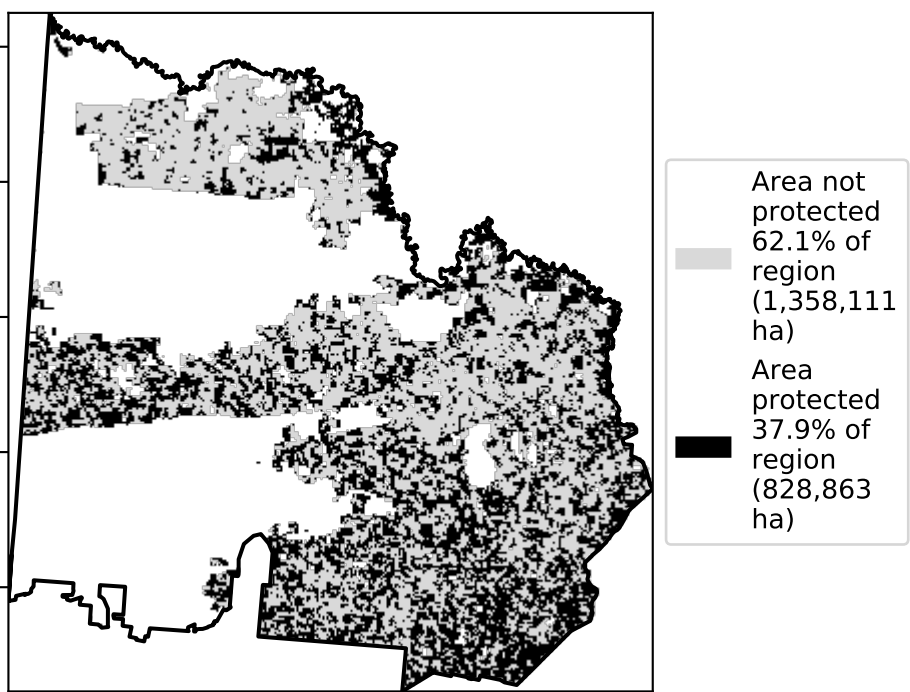 Area not
protected
62.1% of
region
(1,358,111
ha)
Area
protected
37.9% of
region
(828,863
ha)